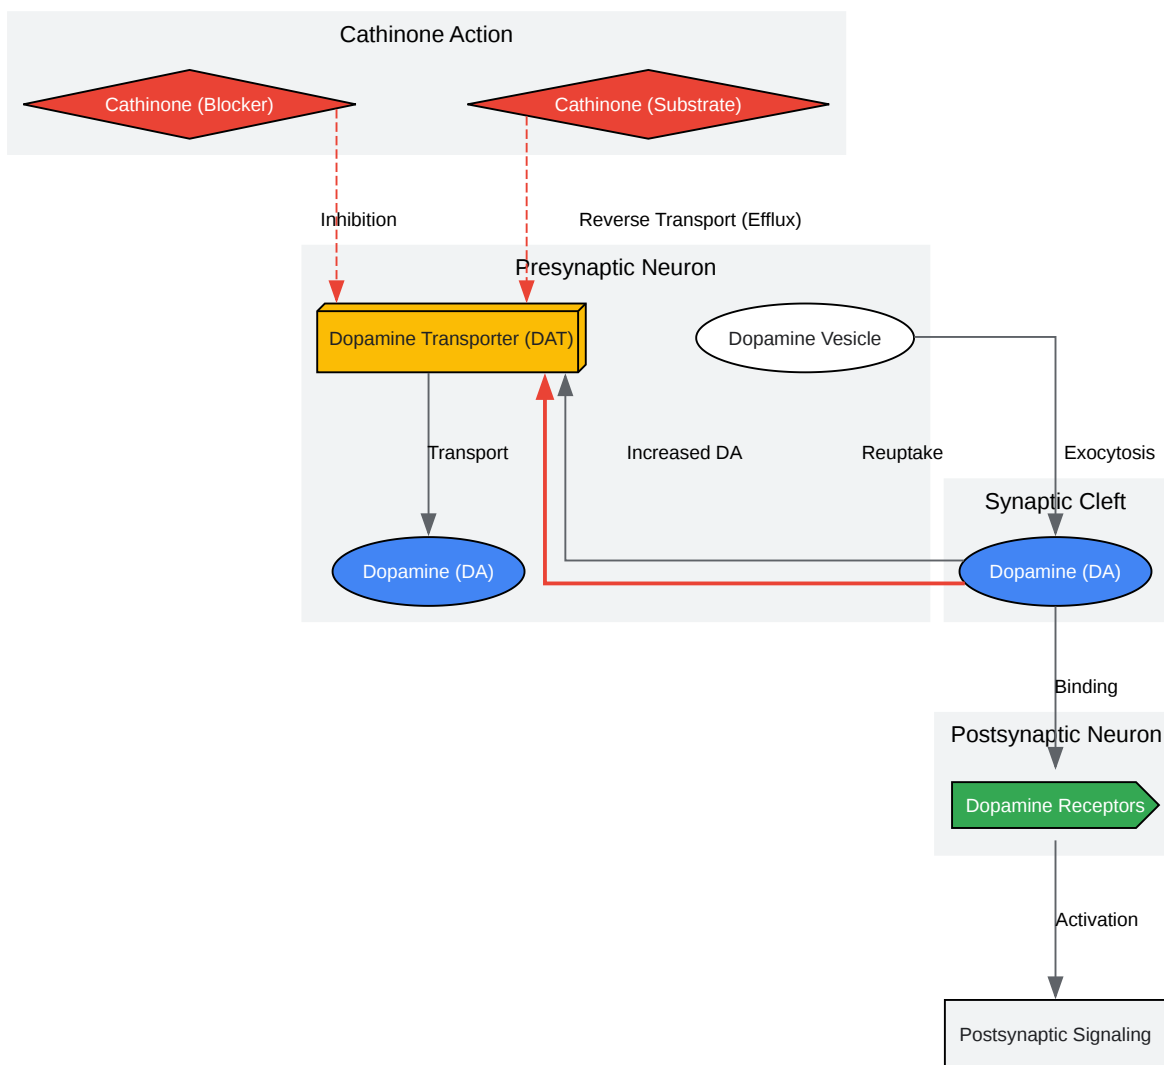 Cathinone Action
Cathinone (Blocker)
Cathinone (Substrate)
Inhibition
Reverse Transport (Efflux)
Presynaptic Neuron
Dopamine Transporter (DAT)
Dopamine Vesicle
Transport
Increased DA
Reuptake
Exocytosis
Synaptic Cleft
Dopamine (DA)
Dopamine (DA)
Binding
Postsynaptic Neuron
Dopamine Receptors
Activation
Postsynaptic Signaling